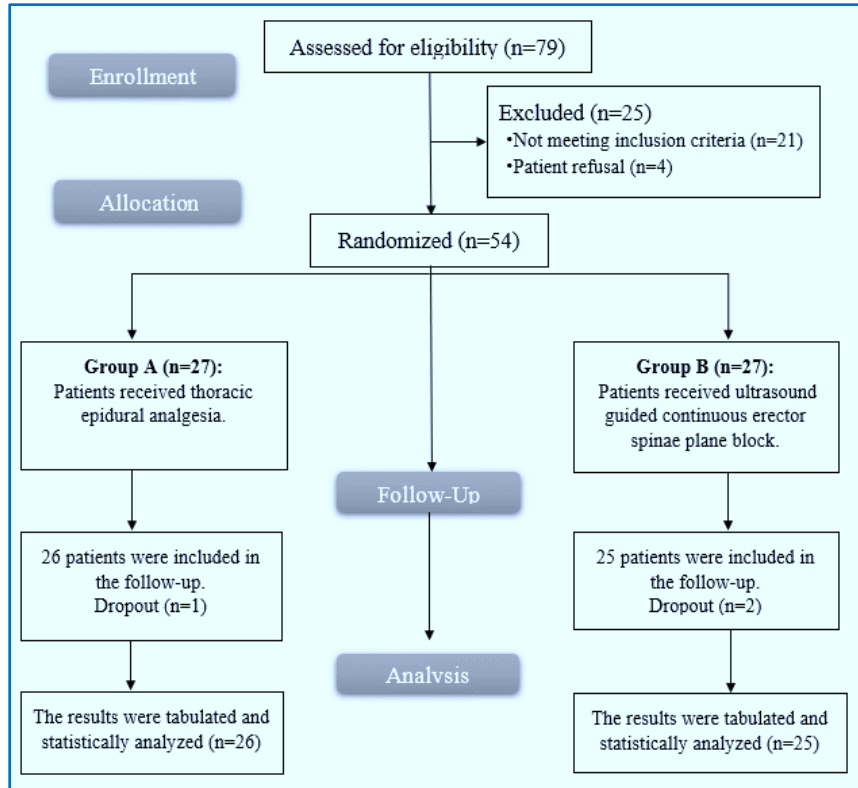 Assessed for eligibility (n=79)
Enrollment
Excluded (n=25)
•Not meeting inclusion criteria (n=21)
•Patient refusal (n=4)
Allocation
Randomized (n=54)
Group A (n=27):
Patients received thoracic
epidural analgesia.
Group B (n=27):
Patients received ultrasound
guided continuous erector
spinae plane block.
Follow-Up
26 patients were included in
the follow-up.
Dropout (n=1)
25 patients were included in
the follow-up.
Dropout (n=2)
Analysis
The results were tabulated and
statistically analyzed (n=26)
The results were tabulated and
statistically analyzed (n=25)